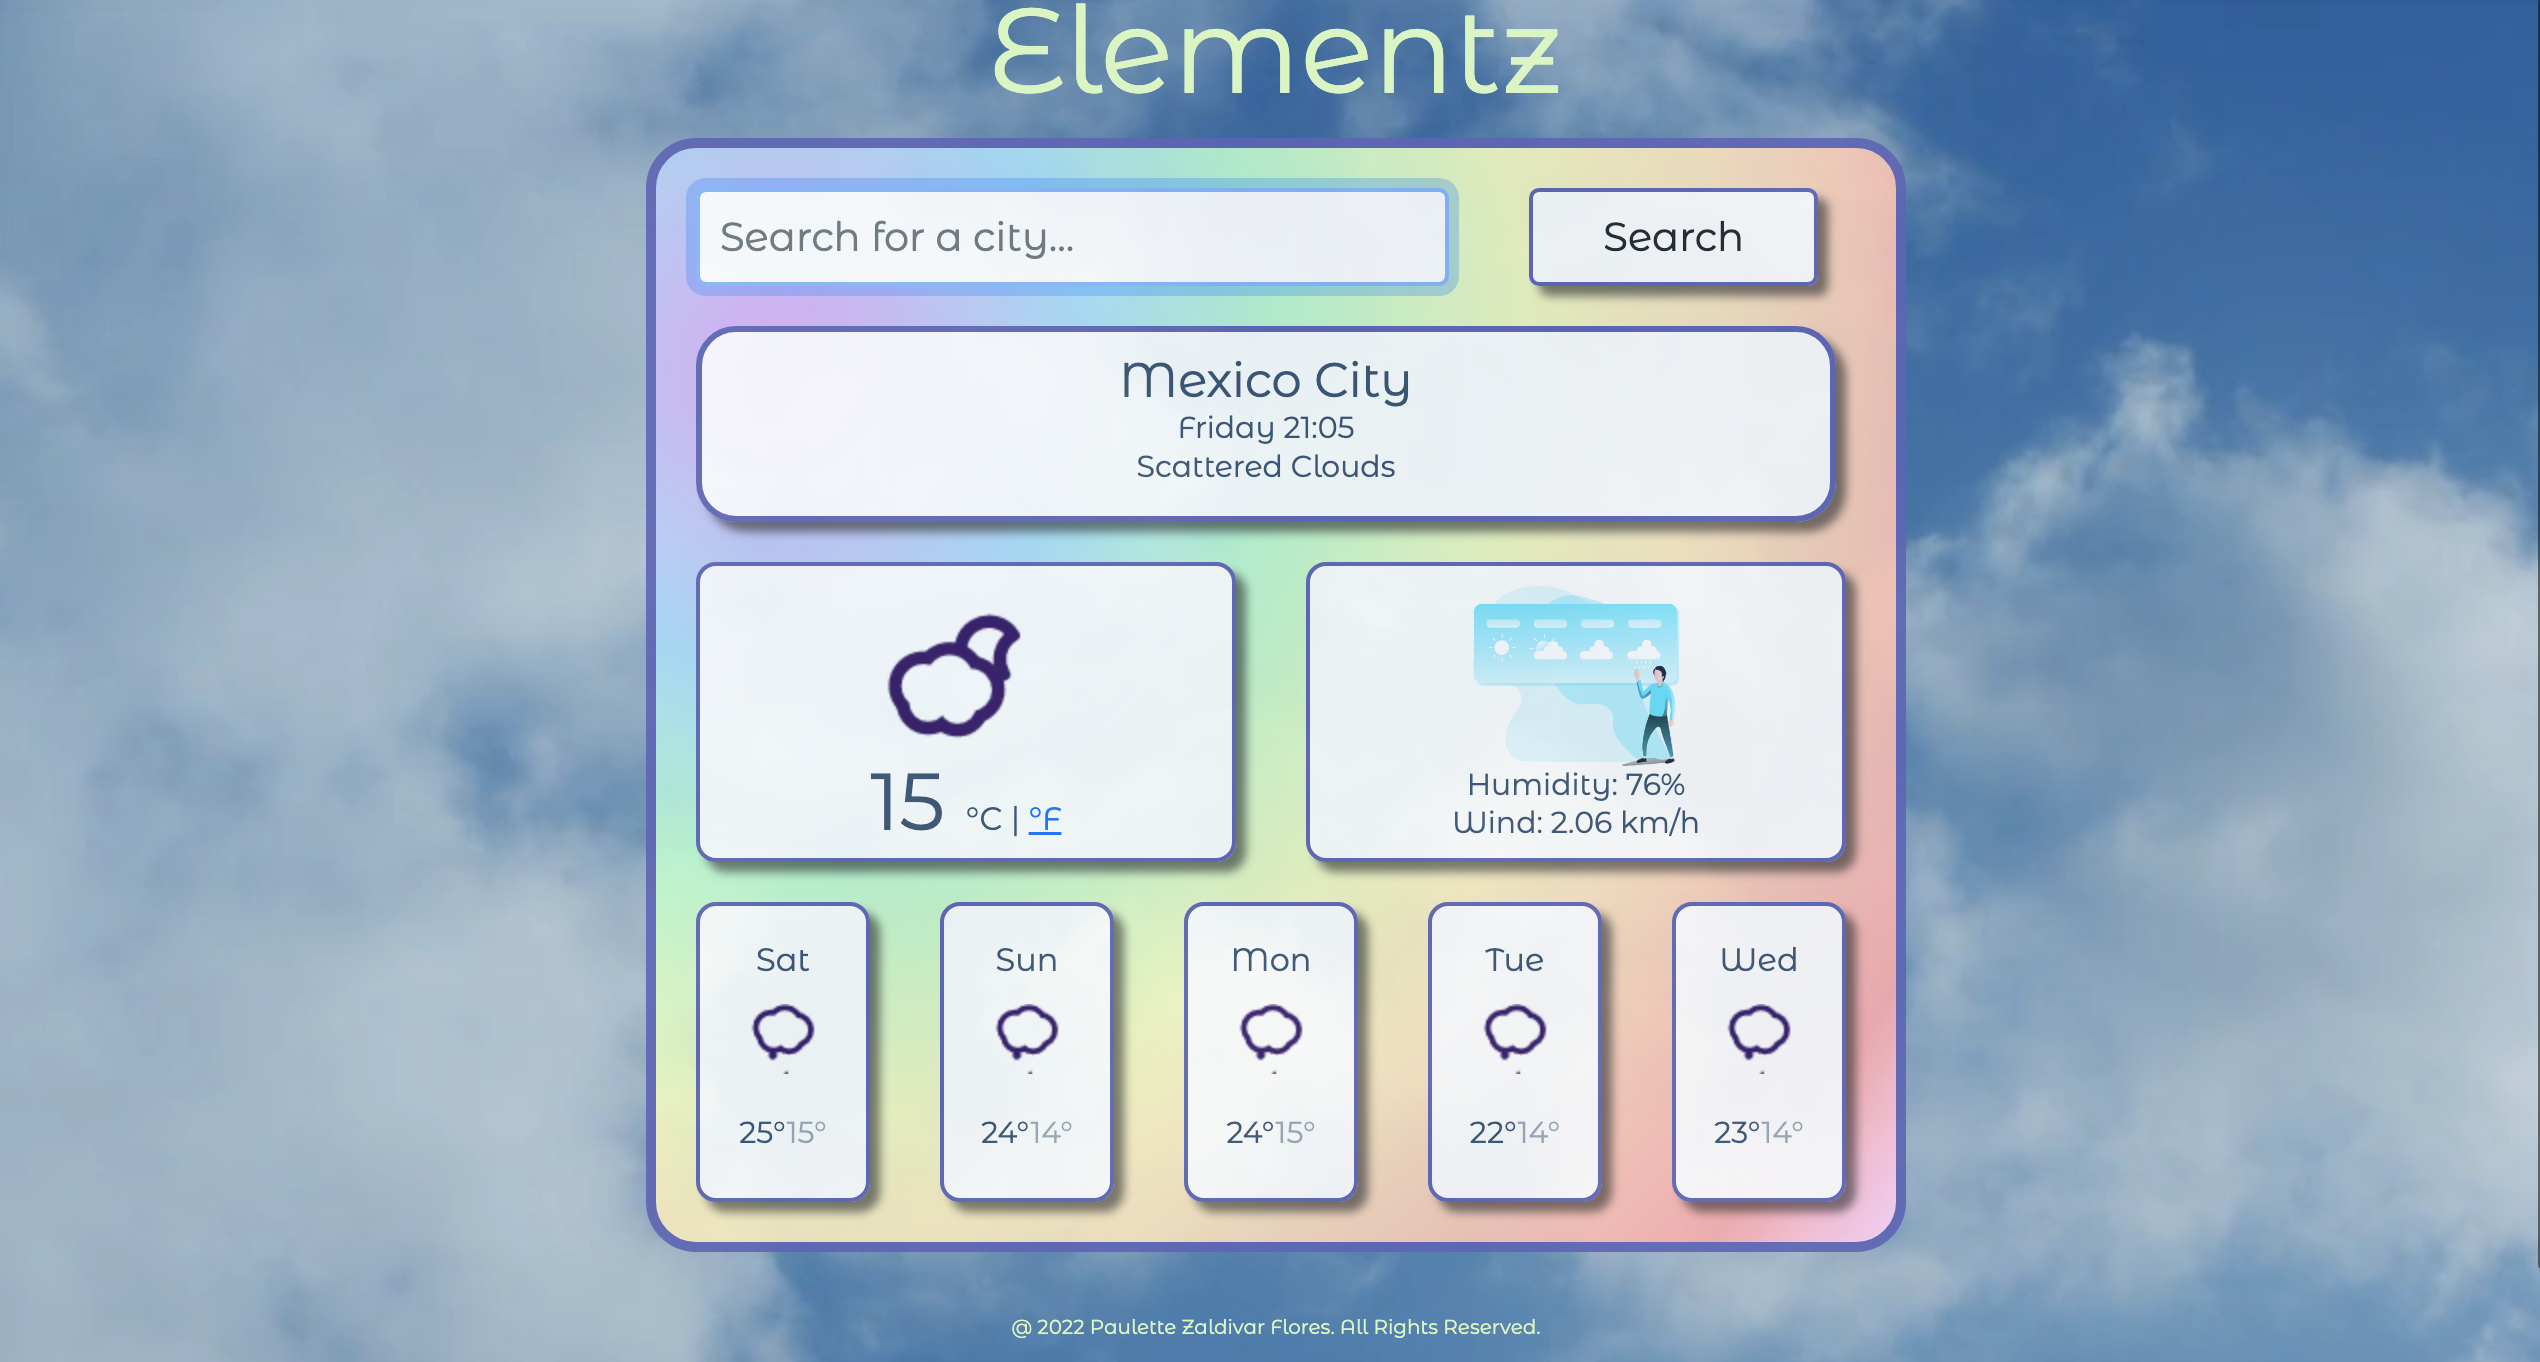 Elementz
Search for a city...
Search
Mexico City
Friday 21:05
Scattered Clouds
15 °C | °F
Humidity: 76%
Wind: 2.06 km/h
Sat
25°15°
Sun
24°14°
Mon
24°15°
Tue
22°14°
Wed
23°14°
@ 2022 Paulette Zaldivar Flores. All Rights Reserved.